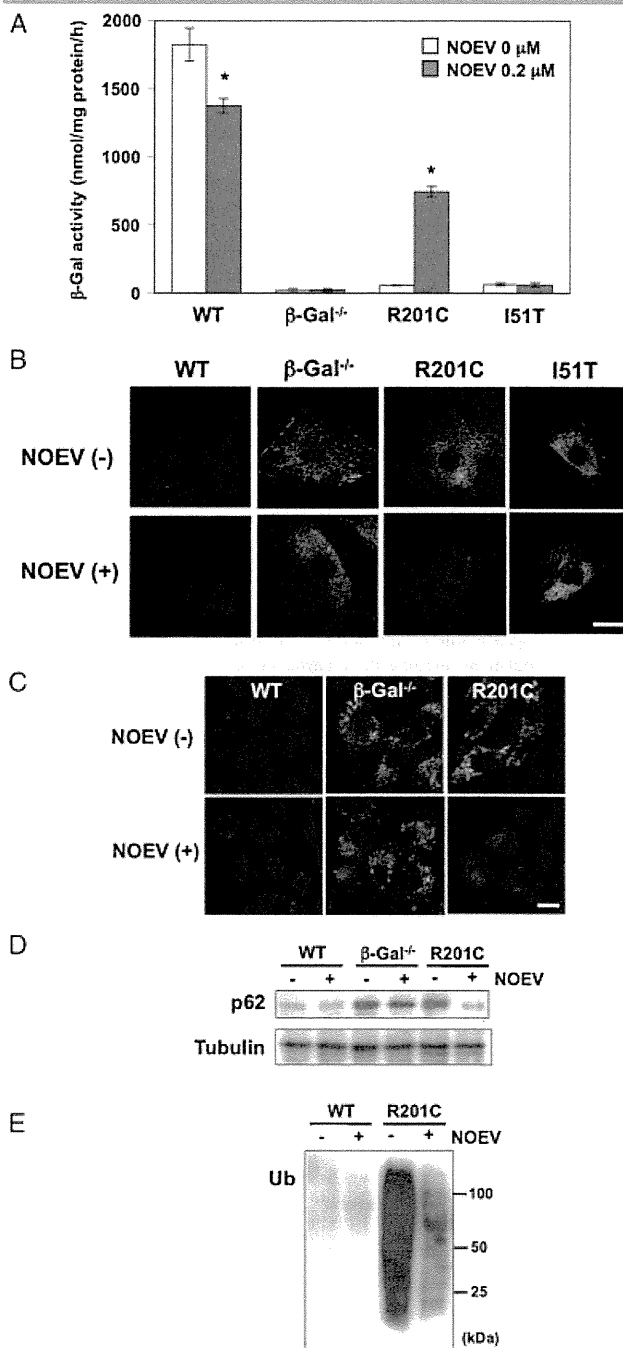 A
2000
1500
1000
500
0
β-Gal activity (nmol/mg protein/h)
NOEV 0 μM
NOEV 0.2 μM
*
*
WT β-Gal-/- R201C I51T
B
WT β-Gal-/- R201C I51T
NOEV (-)
NOEV (+)
C
WT β-Gal-/- R201C
NOEV (-)
NOEV (+)
D
WT β-Gal-/- R201C
- + - + - + NOEV
p62
Tubulin
E
WT R201C
- + - + NOEV
Ub
100
50
25
(kDa)